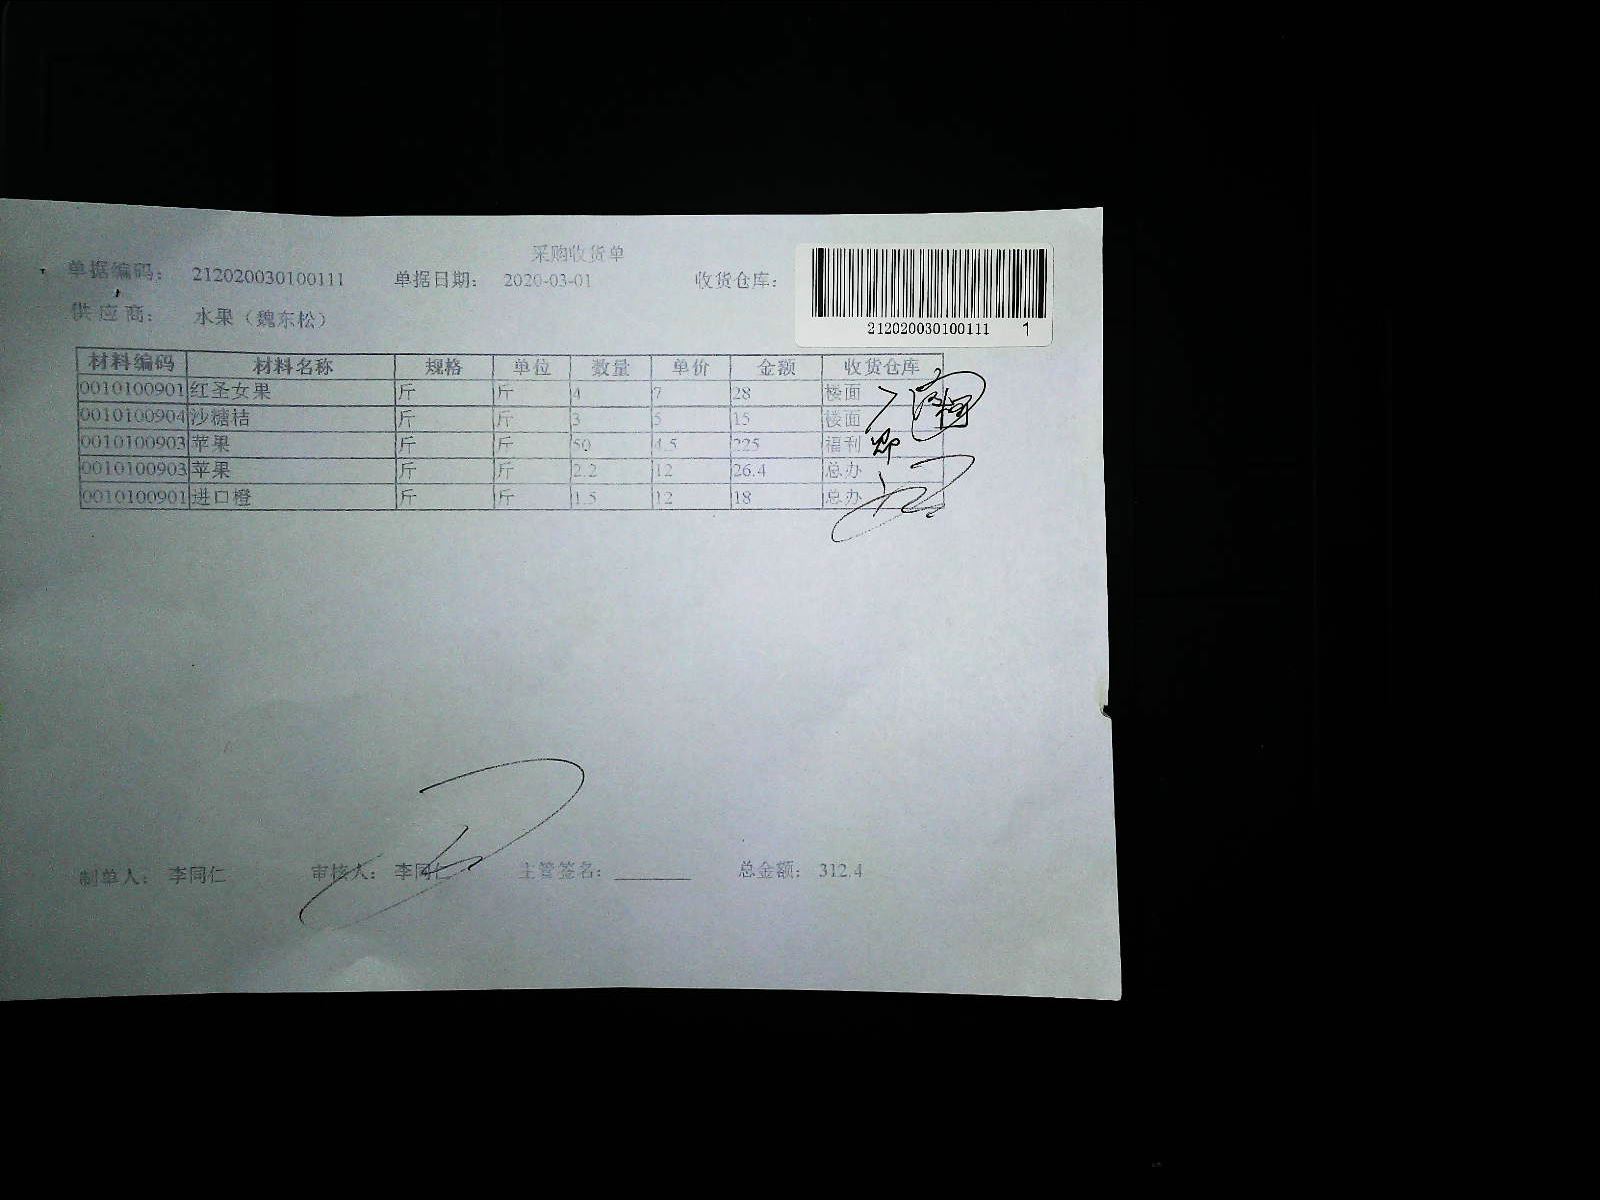 采购收货单
单据编码： 212020030100111 单据日期： 2020-03-01 收货仓库：
212020030100111 1
供应商： 水果（魏东松）
材料编码 材料名称 规格 单位 数量 单价 金额 收货仓库
0010100901 红圣女果 斤 斤 4 7 28 楼面
0010100904 沙糖桔 斤 斤 3 5 15 楼面
0010100903 苹果 斤 斤 50 4.5 225 福利
0010100903 苹果 斤 斤 2.2 12 26.4 总办
0010100901 进口橙 斤 斤 1.5 12 18 总办
制单人： 李同仁 审核人： 李同仁 主管签名： 总金额： 312.4